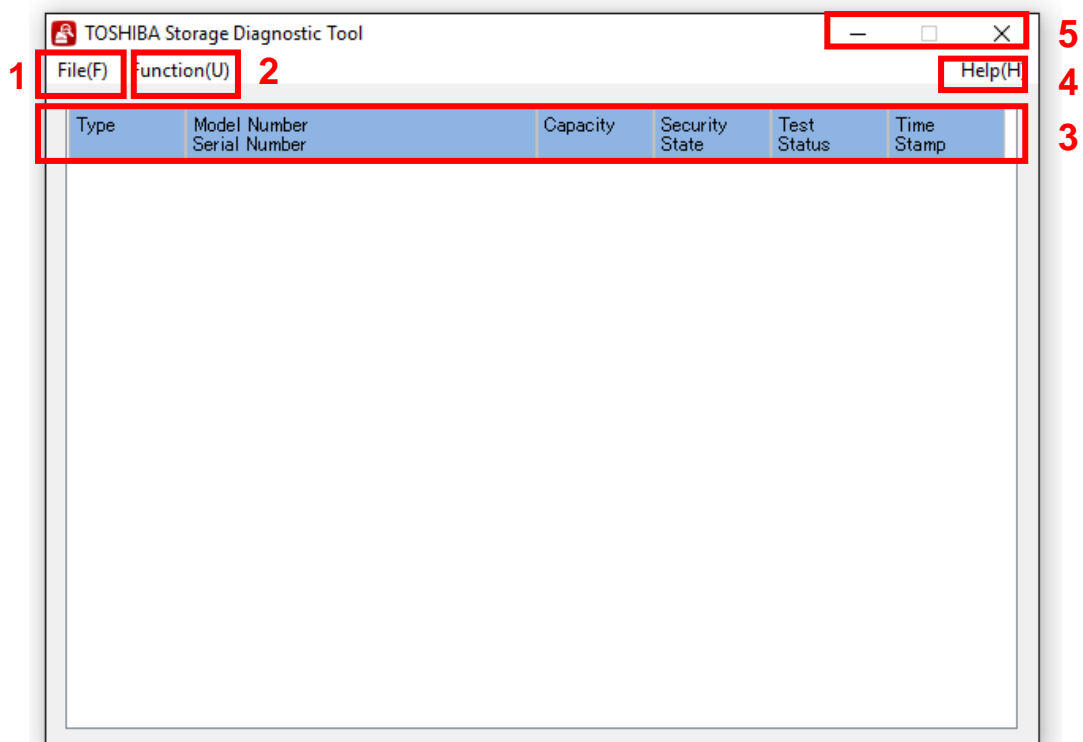 TOSHIBA Storage Diagnostic Tool
5
1
File(F)
Function(U)
2
Help(H)
4
Type
Model Number
Serial Number
Capacity
Security
State
Test
Status
Time
Stamp
3